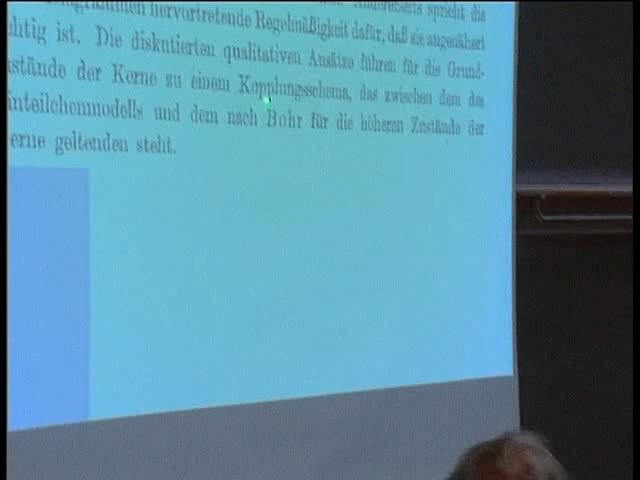 hervortretende Regelmäßigkeit dafür, daß sie angenähert
htig ist. Die diskutierten qualitativen Ansätze führen für die Grund-
stände der Kerne zu einem Kopplungsschema, das zwischen dem des
inteilchenmodells und dem nach Bohr für die höheren Zustände der
erne geltenden steht.